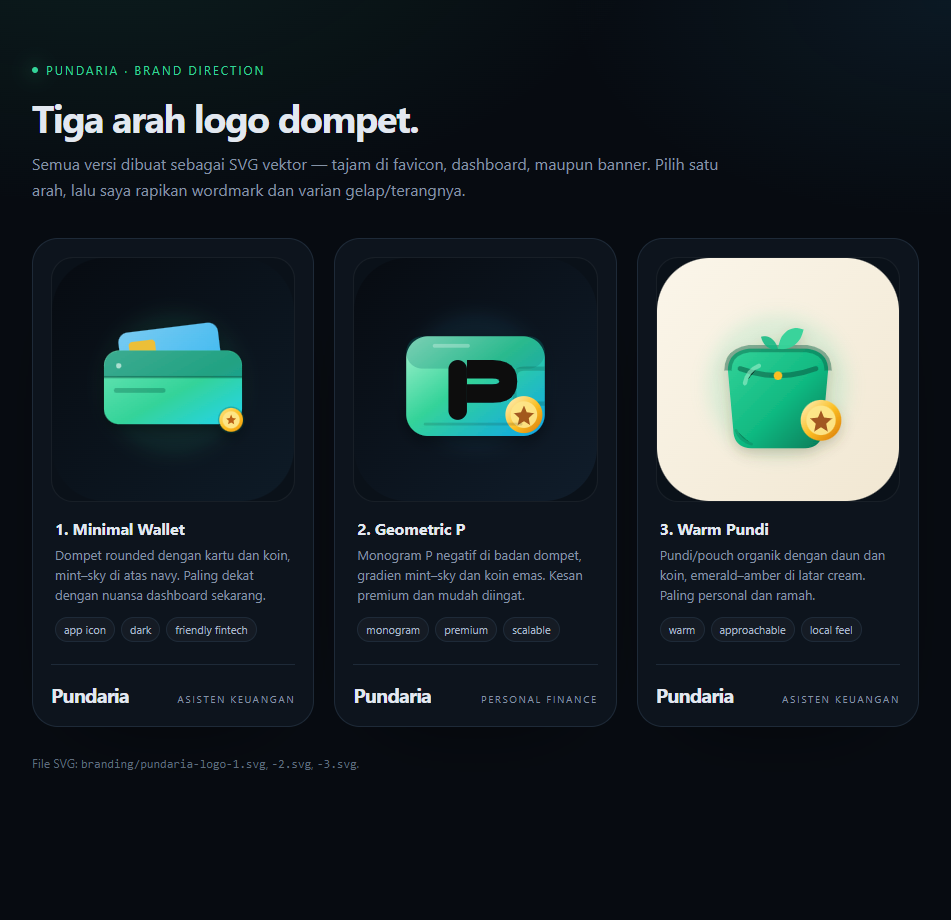 PUNDARIA · BRAND DIRECTION
Tiga arah logo dompet.
Semua versi dibuat sebagai SVG vektor — tajam di favicon, dashboard, maupun banner. Pilih satu
arah, lalu saya rapikan wordmark dan varian gelap/terangnya.
P
1. Minimal Wallet
Dompet rounded dengan kartu dan koin,
mint–sky di atas navy. Paling dekat
dengan nuansa dashboard sekarang.
app icon dark friendly fintech
Pundaria ASISTEN KEUANGAN
2. Geometric P
Monogram P negatif di badan dompet,
gradien mint–sky dan koin emas. Kesan
premium dan mudah diingat.
monogram premium scalable
Pundaria PERSONAL FINANCE
3. Warm Pundi
Pundi/pouch organik dengan daun dan
koin, emerald–amber di latar cream.
Paling personal dan ramah.
warm approachable local feel
Pundaria ASISTEN KEUANGAN
File SVG: branding/pundaria-logo-1.svg, -2.svg, -3.svg.